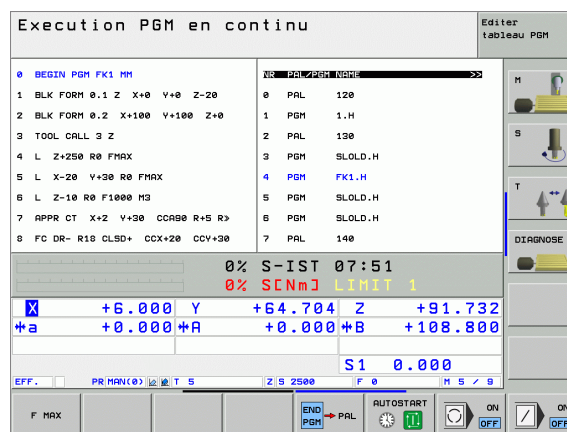 Execution PGM en continu
Editer
tableau PGM
0 BEGIN PGM FK1 MM
1 BLK FORM 0.1 Z X+0 Y+0 Z-20
2 BLK FORM 0.2 X+100 Y+100 Z+0
3 TOOL CALL 3 Z
4 L Z+250 R0 FMAX
5 L X-20 Y+30 R0 FMAX
6 L Z-10 R0 F1000 M3
7 APPR CT X+2 Y+30 CCA90 R+5 R»
8 FC DR- R18 CLSD+ CCX+20 CCY+30
NR PAL/PGM NAME >>
0 PAL 120
1 PGM 1.H
2 PAL 130
3 PGM SLOLD.H
4 PGM FK1.H
5 PGM SLOLD.H
6 PGM SLOLD.H
7 PAL 140
M
S
T
DIAGNOSE
0% S-IST 07:51
0% S[Nm] LIMIT 1
X +6.000 Y +64.704 Z +91.732
a +0.000 A +0.000 B +108.800
S1 0.000
EFF. PR MAN(0) T 5 Z S 2500 F 0 M 5 / 9
F MAX
END
PGM → PAL
AUTOSTART
ON
OFF
ON
OFF